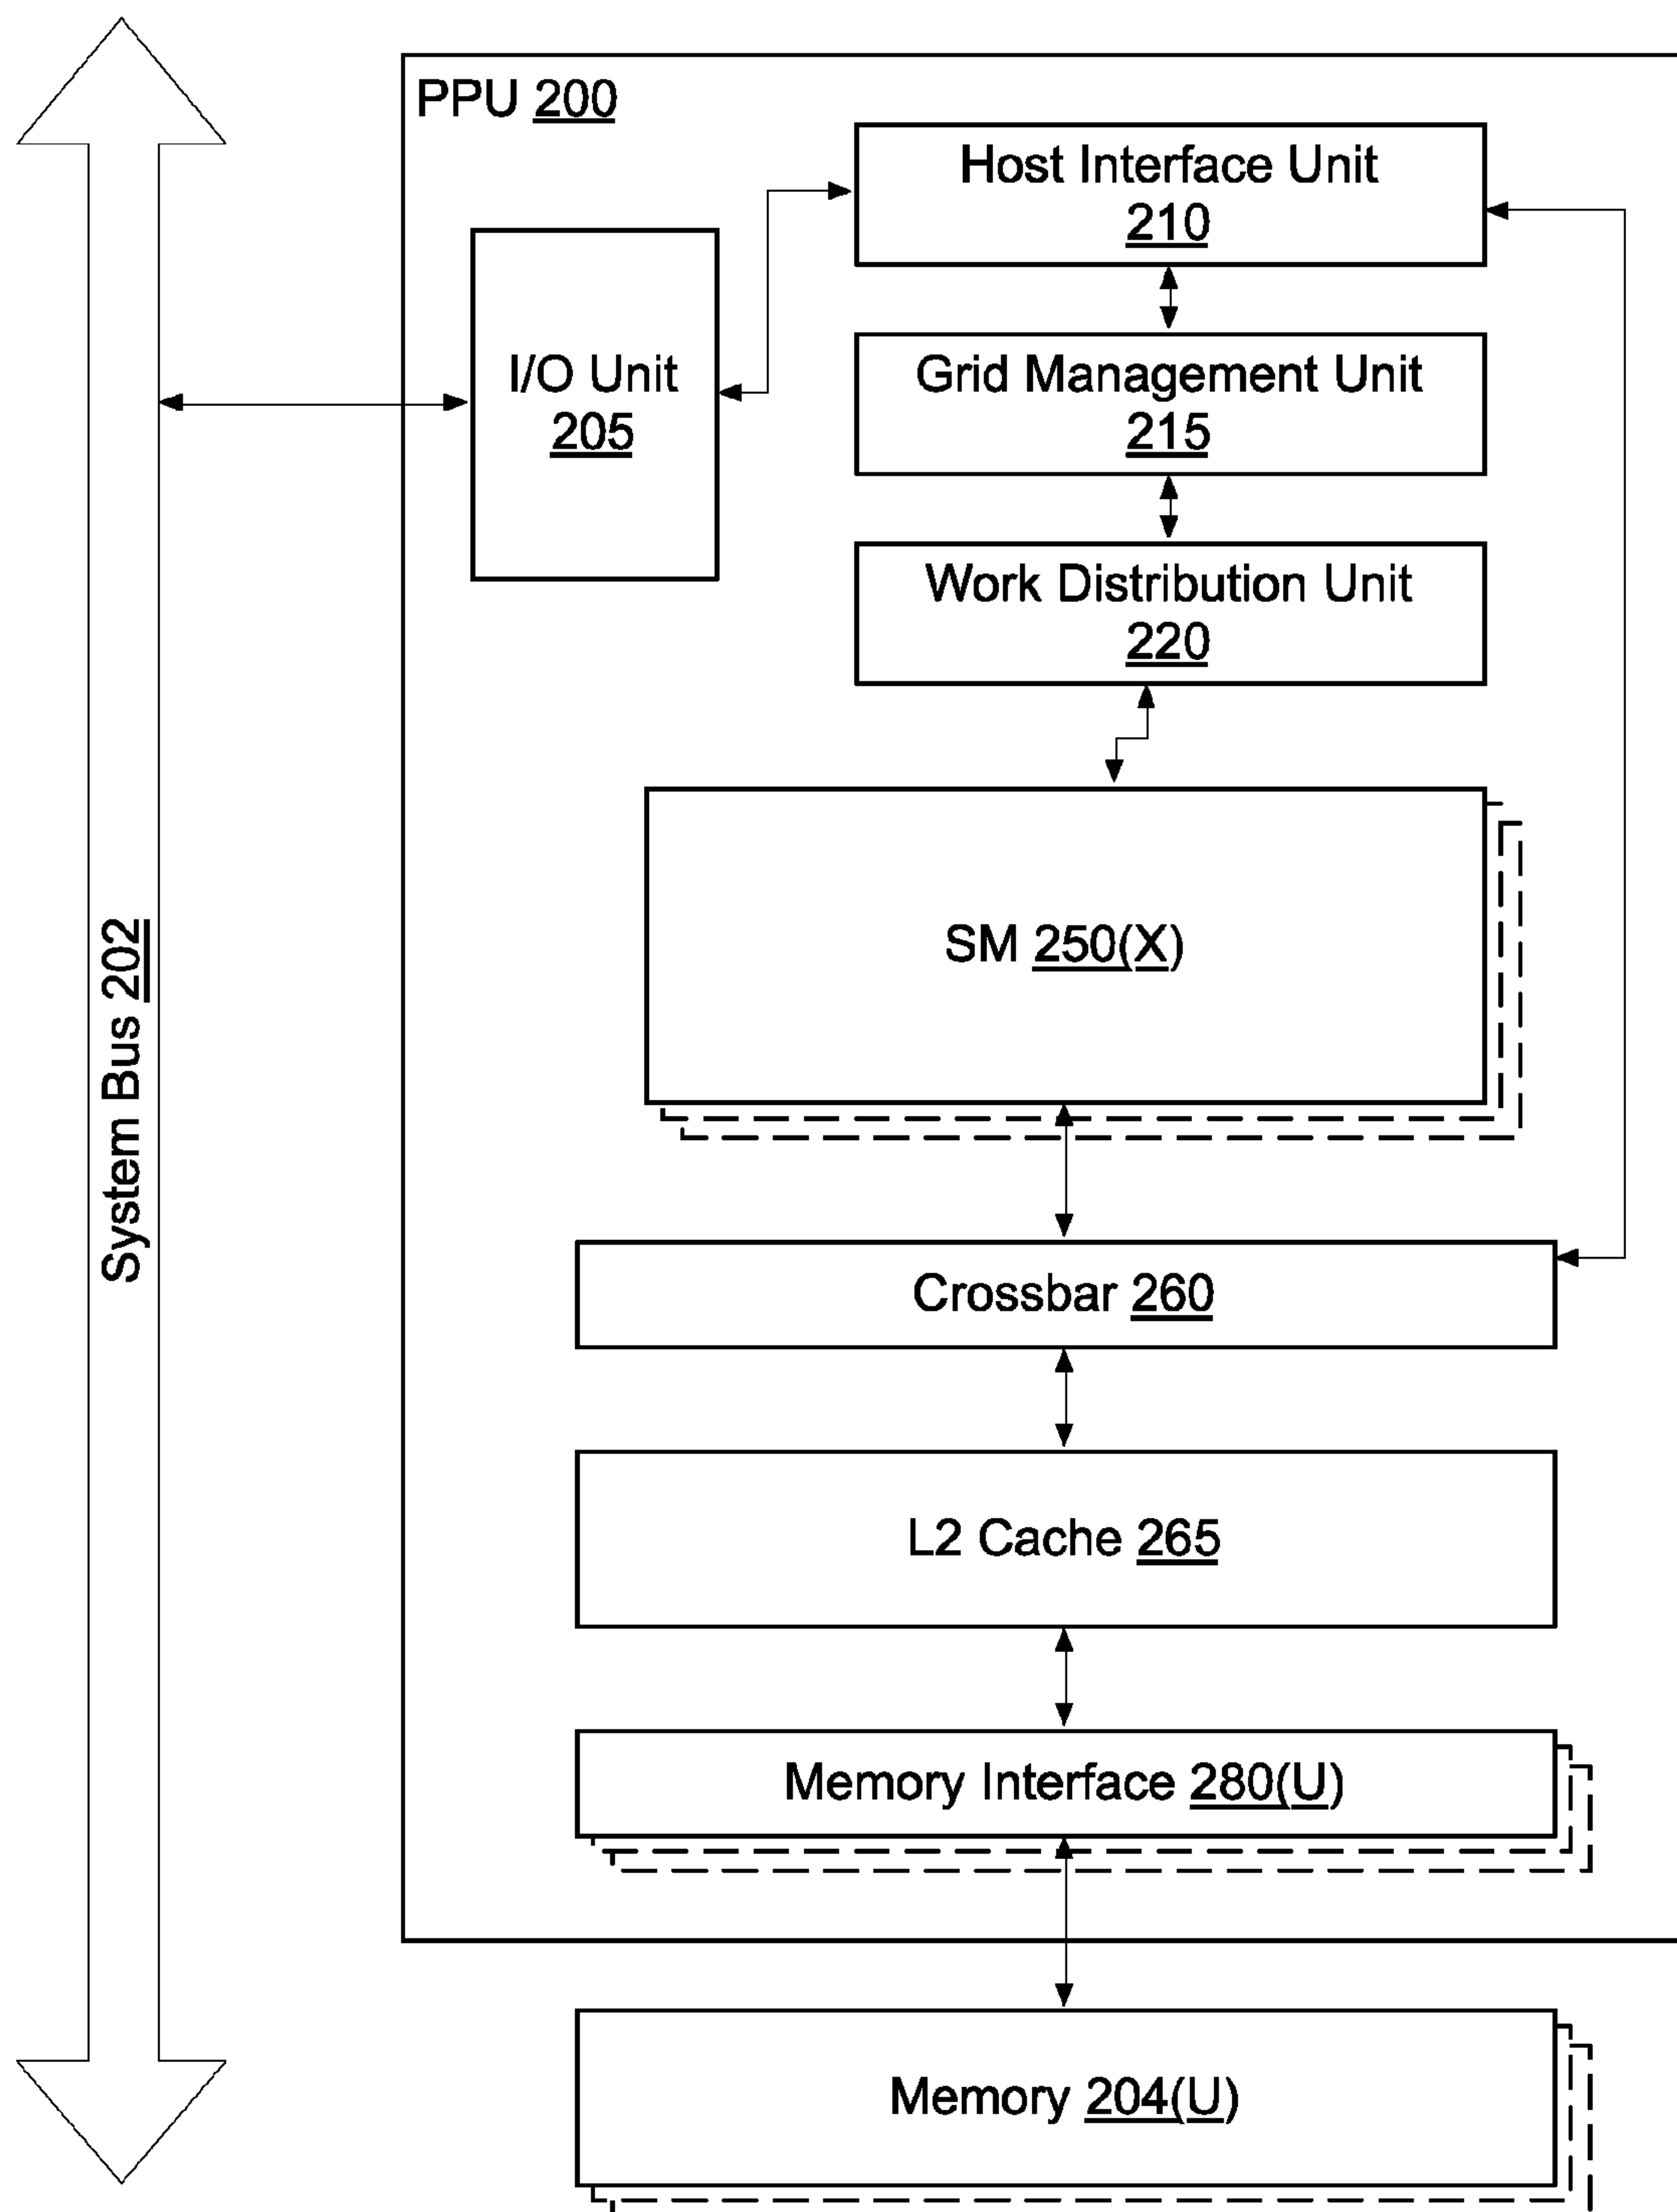 PPU 200
Host Interface Unit
210
I/O Unit
205
Grid Management Unit
215
Work Distribution Unit
220
System Bus 202
SM 250(X)
Crossbar 260
L2 Cache 265
Memory Interface 280(U)
Memory 204(U)